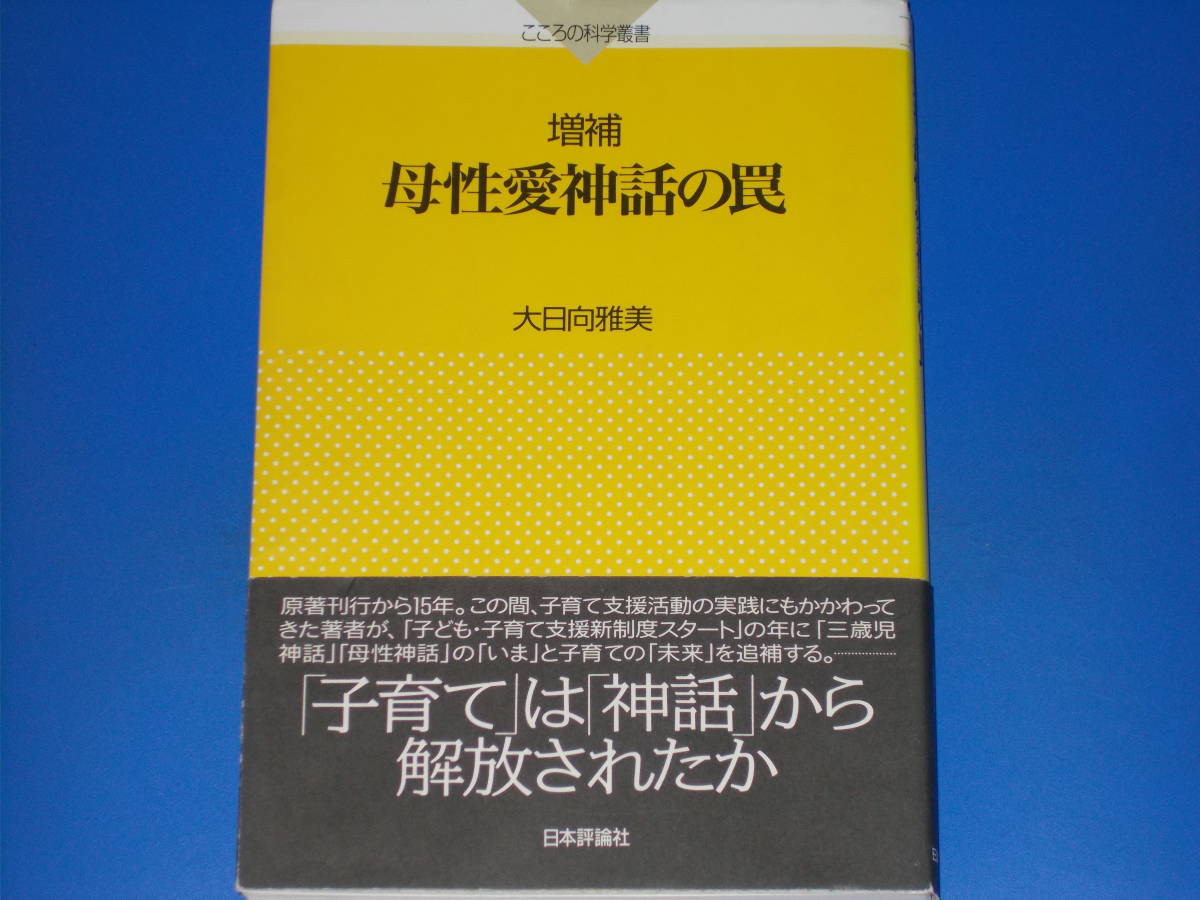 こころの科学叢書
増補
母性愛神話の罠
大日向雅美
原著刊行から15年。この間、子育て支援活動の実践にもかかわって
きた著者が、「子ども・子育て支援新制度スタート」の年に「三歳児
神話」「母性神話」の「いま」と子育ての「未来」を追補する。
「子育て」は「神話」から
解放されたか
日本評論社